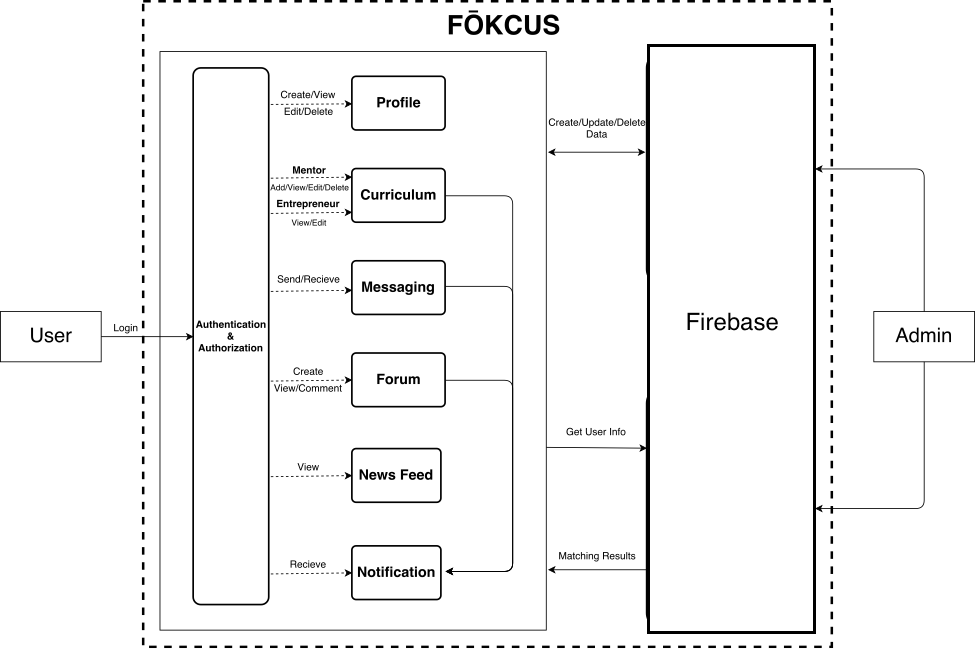 FŌKCUS
Create/View
Edit/Delete
Profile
Create/Update/Delete
Data
Mentor
Add/View/Edit/Delete
Entrepreneur
View/Edit
Curriculum
Send/Recieve
Messaging
User
Login
Authentication
&
Authorization
Firebase
Admin
Create
View/Comment
Forum
Get User Info
View
News Feed
Matching Results
Recieve
Notification